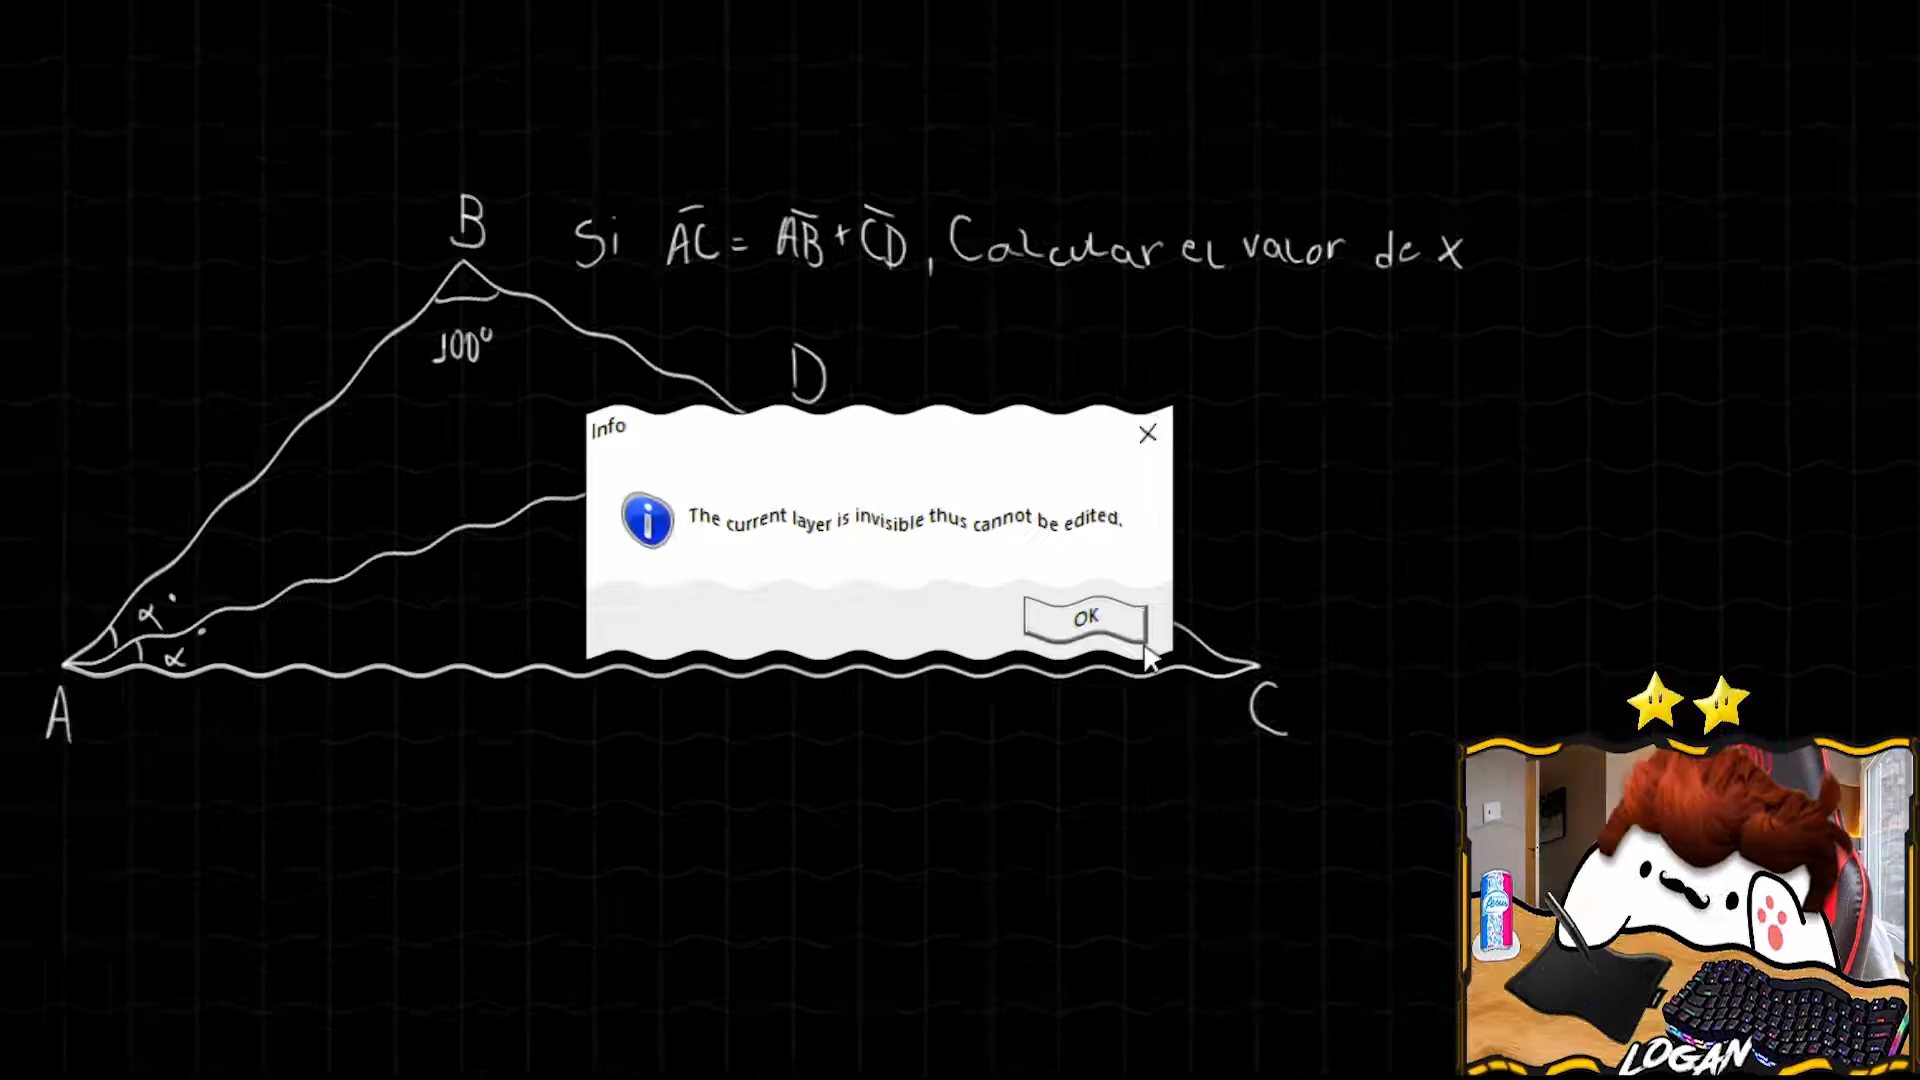 B
Si AC = AB + CD, Calcular el valor de x
100°
D
Info
The current layer is invisible thus cannot be edited.
OK
α
α
A
C
Jesus
LOGAN